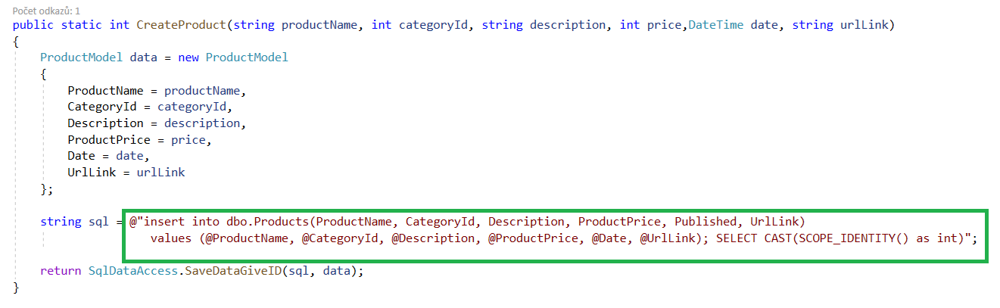 Počet odkazů: 1
public static int CreateProduct(string productName, int categoryId, string description, int price,DateTime date, string urlLink)
{
ProductModel data = new ProductModel
{
ProductName = productName,
CategoryId = categoryId,
Description = description,
ProductPrice = price,
Date = date,
UrlLink = urlLink
};
string sql = @"insert into dbo.Products(ProductName, CategoryId, Description, ProductPrice, Published, UrlLink)
values (@ProductName, @CategoryId, @Description, @ProductPrice, @Date, @UrlLink); SELECT CAST(SCOPE_IDENTITY() as int)";
return SqlDataAccess.SaveDataGiveID(sql, data);
}